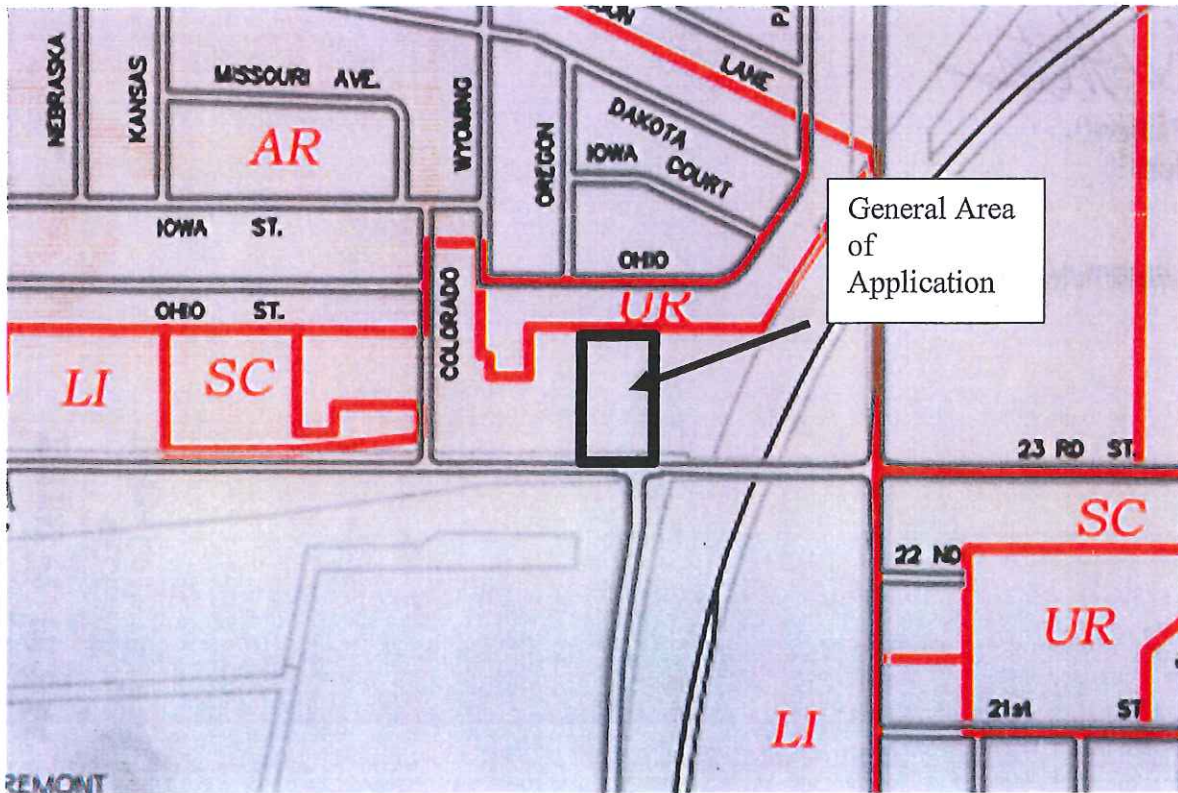 LANE
NEBRASKA
KANSAS
MISSOURI AVE.
WYOMING
OREGON
DAKOTA
IOWA COURT
AR
General Area
of
Application
IOWA ST.
OHIO
UR
COLORADO
OHIO ST.
LI
SC
23 RD ST.
SC
22 ND
UR
21st ST
LI
REMONT